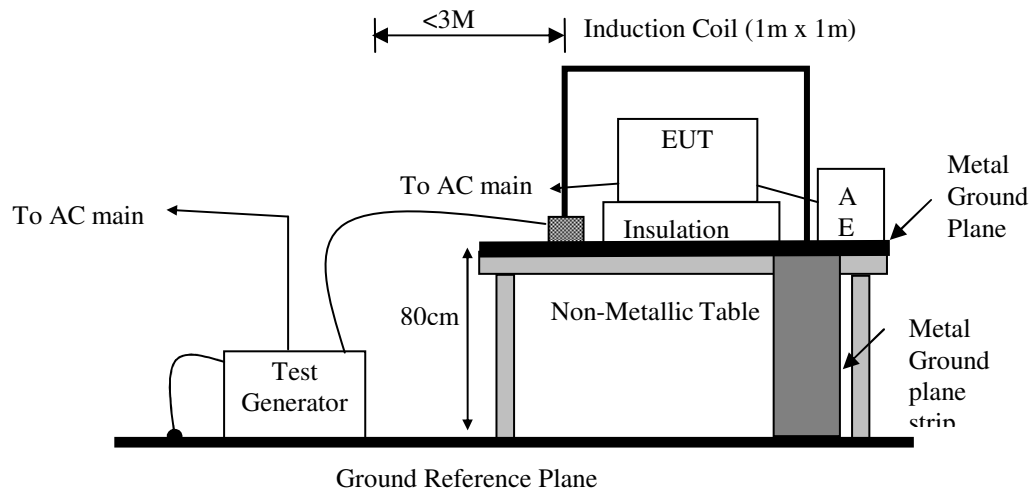 <3M
Induction Coil (1m x 1m)
EUT
To AC main
A
E
Metal
Ground
Plane
To AC main
Insulation
80cm
Non-Metallic Table
Metal
Ground
plane
strip
Test
Generator
Ground Reference Plane